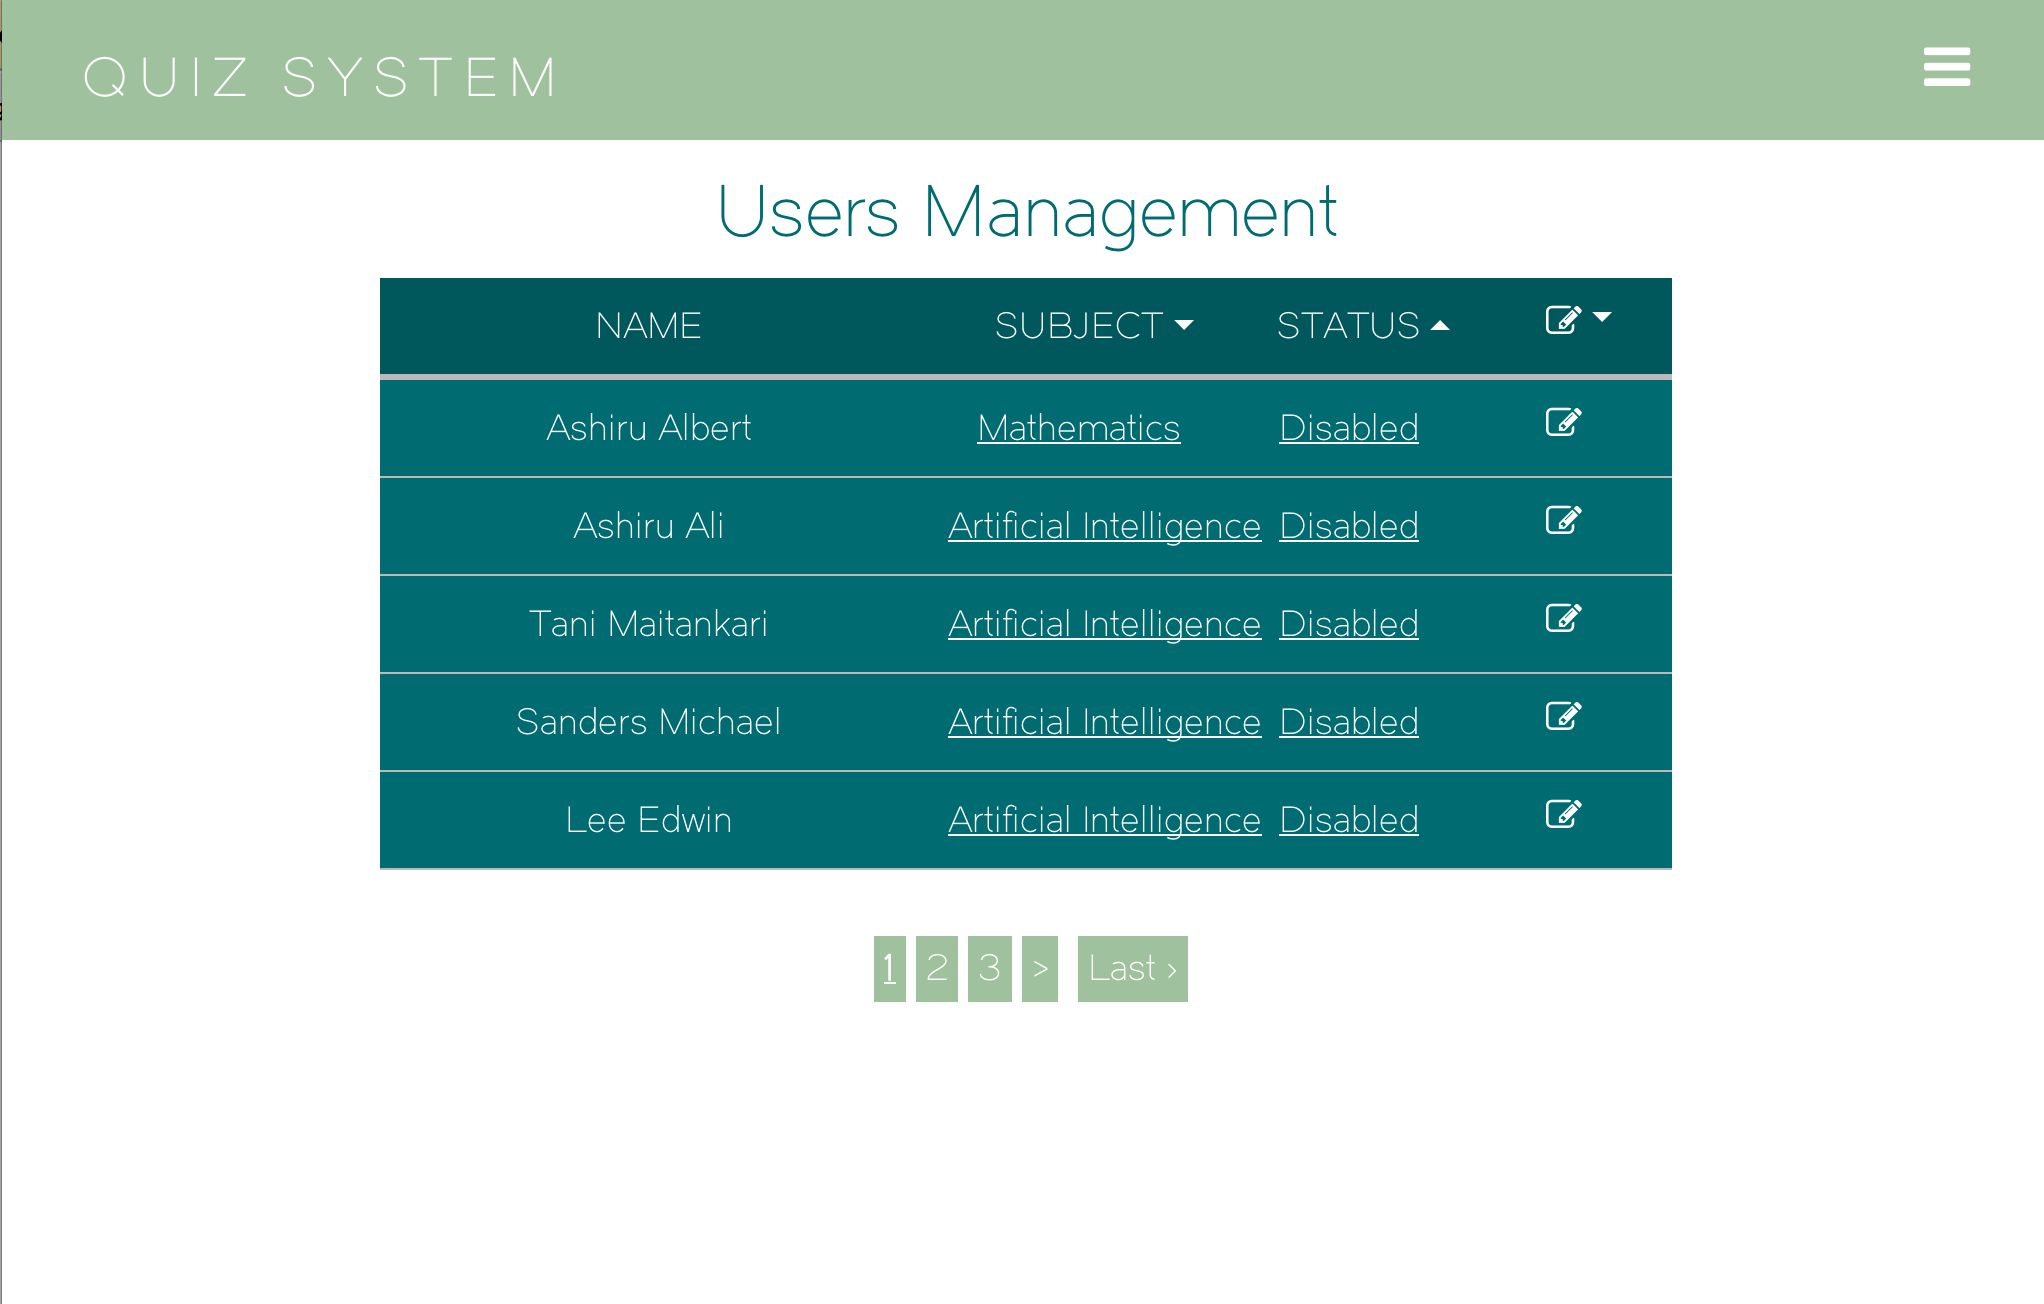 QUIZ SYSTEM
Users Management
NAME SUBJECT STATUS
Ashiru Albert Mathematics Disabled
Ashiru Ali Artificial Intelligence Disabled
Tani Maitankari Artificial Intelligence Disabled
Sanders Michael Artificial Intelligence Disabled
Lee Edwin Artificial Intelligence Disabled
1 2 3 > Last ›